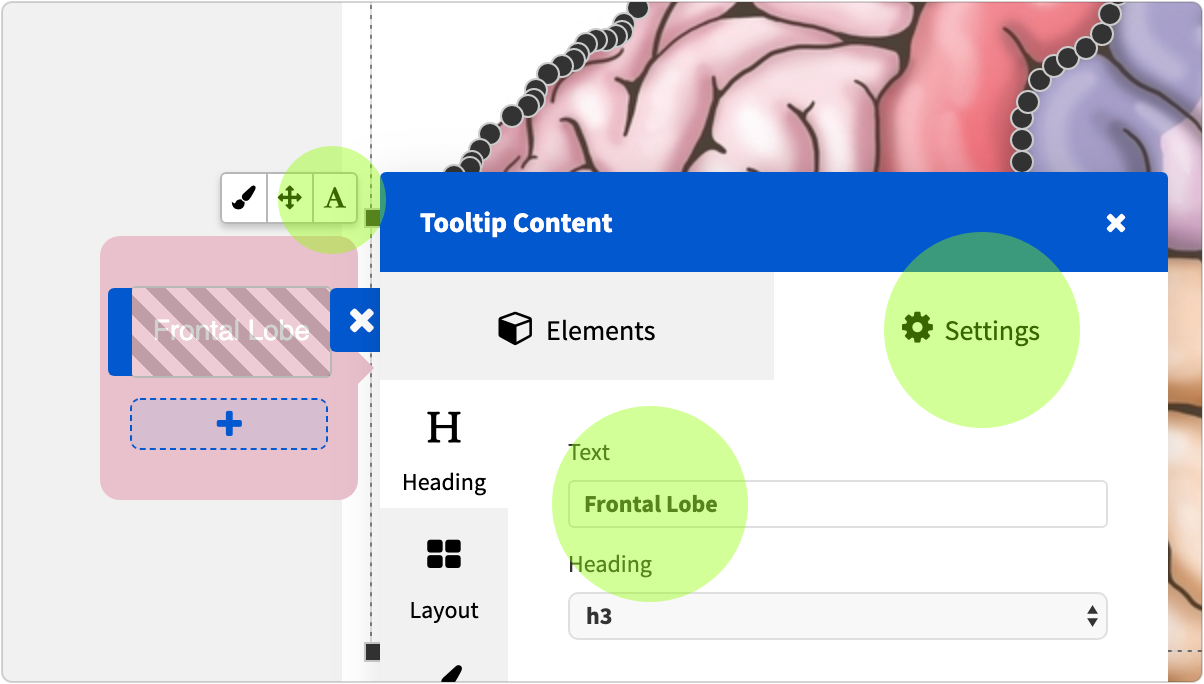 A
Tooltip Content
Frontal Lobe
Elements
Settings
H
Heading
Text
Frontal Lobe
Layout
Heading
h3